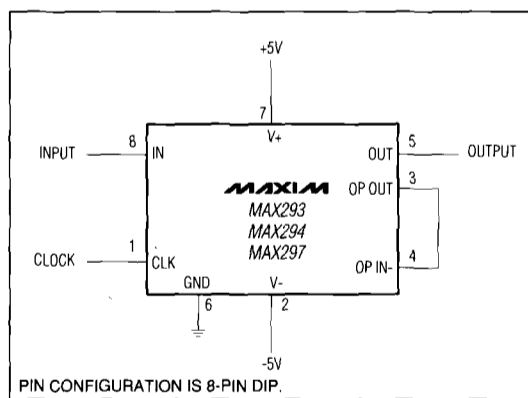 +5V
7
V+
INPUT
8
IN
OUT
5
OUTPUT
MAXIM
OP OUT
3
MAX293
MAX294
MAX297
CLOCK
1
CLK
OP IN-
4
GND
V-
6
2
-5V
PIN CONFIGURATION IS 8-PIN DIP.